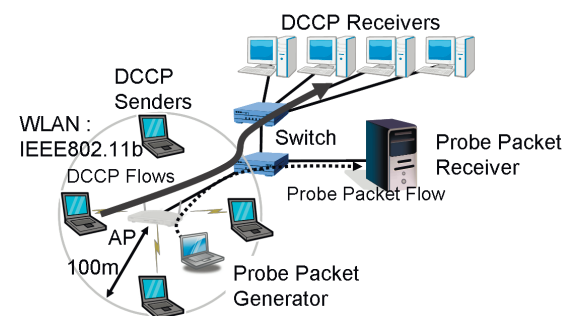 DCCP Receivers
DCCP
Senders
WLAN :
IEEE802.11b
Switch
Probe Packet
Receiver
DCCP Flows
Probe Packet Flow
AP
100m
Probe Packet
Generator